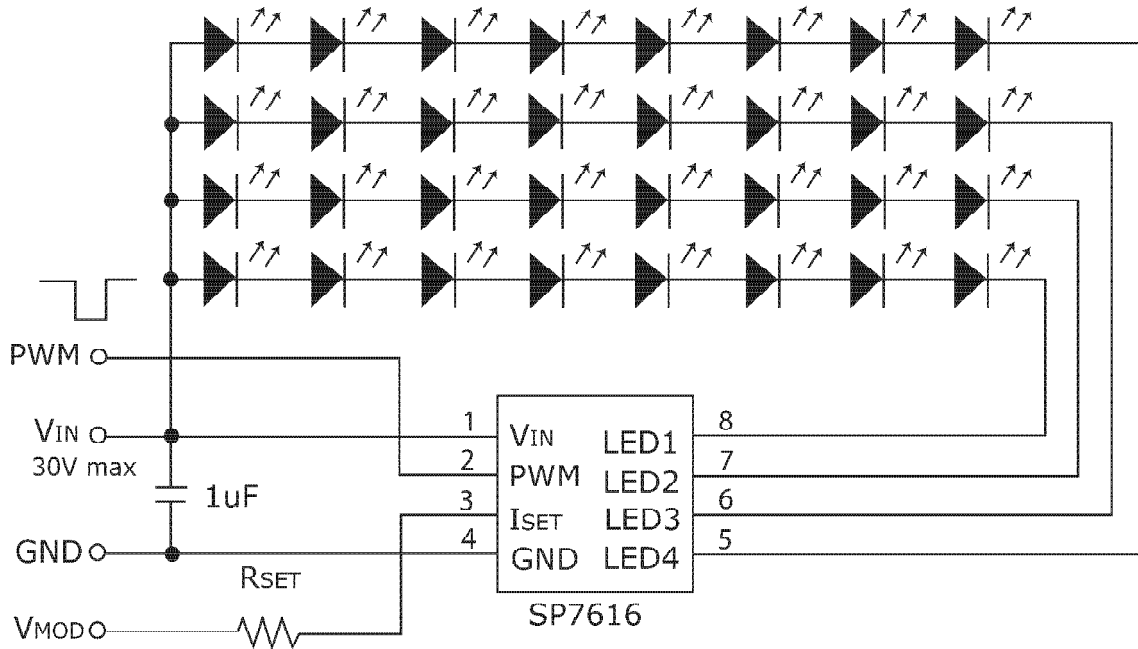 PWM
VIN
30V max
1uF
GND
RSET
VMOD
1
2
3
4
VIN
PWM
ISET
GND
LED1
LED2
LED3
LED4
8
7
6
5
SP7616